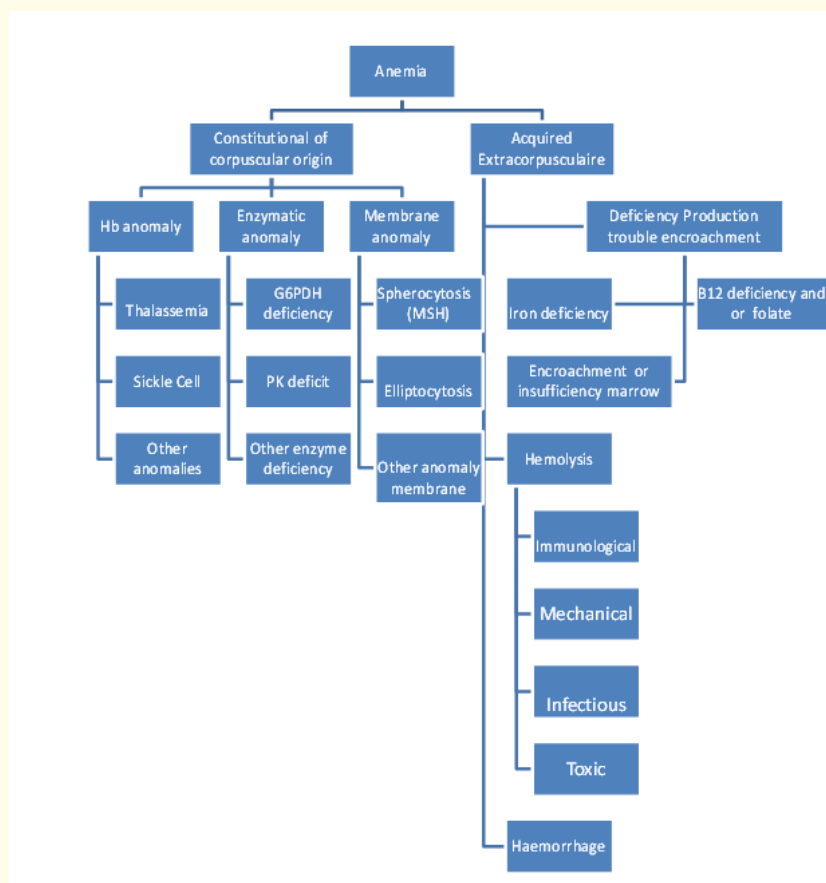 Anemia
Constitutional of
corpuscular origin
Acquired
Extracorpusculaire
Hb anomaly
Enzymatic
anomaly
Membrane
anomaly
Deficiency Production
trouble encroachment
Thalassemia
G6PDH
deficiency
Spherocytosis
(MSH)
Iron deficiency
B12 deficiency and
or folate
Sickle Cell
PK deficit
Elliptocytosis
Encroachment or
insufficiency marrow
Other
anomalies
Other enzyme
deficiency
Other anomaly
membrane
Hemolysis
Immunological
Mechanical
Infectious
Toxic
Haemorrhage